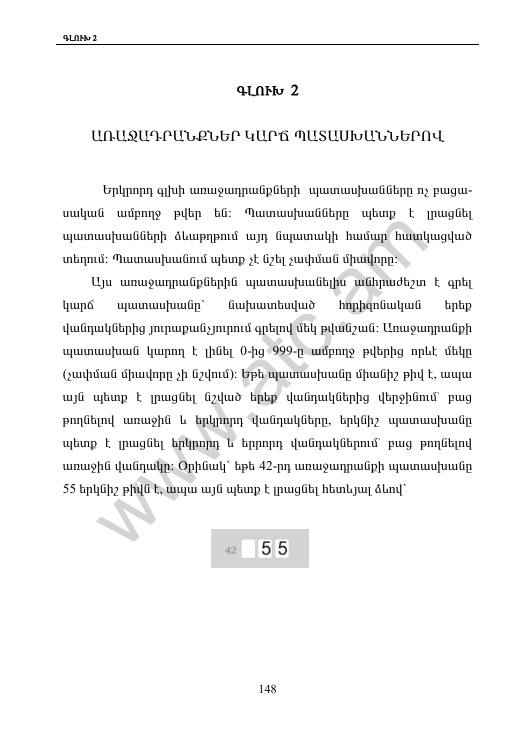 ԳԼՈՒԽ 2
ԳԼՈՒԽ 2
ԱՌԱՋԱԴՐԱՆՔՆԵՐ ԿԱՐՃ ՊԱՏԱՍԽԱՆՆԵՐՈՎ
Երկրորդ գլխի առաջադրանքների պատասխանները ոչ բացա-
սական ամբողջ թվեր են: Պատասխանները պետք է լրացնել
պատասխանների ձևաթղթում այդ նպատակի համար հատկացված
տեղում: Պատասխանում պետք չէ նշել չափման միավորը:
Այս առաջադրանքներին պատասխանելիս անհրաժեշտ է գրել
կարճ պատասխանը` նախատեսված հորիզոնական երեք
վանդակներից յուրաքանչյուրում գրելով մեկ թվանշան: Առաջադրանքի
պատասխան կարող է լինել 0-ից 999-ը ամբողջ թվերից որևէ մեկը
(չափման միավորը չի նշվում): Եթե պատասխանը միանիշ թիվ է, ապա
այն պետք է լրացնել նշված երեք վանդակներից վերջինում` բաց
թողնելով առաջին և երկրորդ վանդակները, երկնիշ պատասխանը
պետք է լրացնել երկրորդ և երրորդ վանդակներում` բաց թողնելով
առաջին վանդակը: Օրինակ` եթե 42-րդ առաջադրանքի պատասխանը
55 երկնիշ թիվն է, ապա այն պետք է լրացնել հետևյալ ձևով`
42 5 5
148
www.atc.am